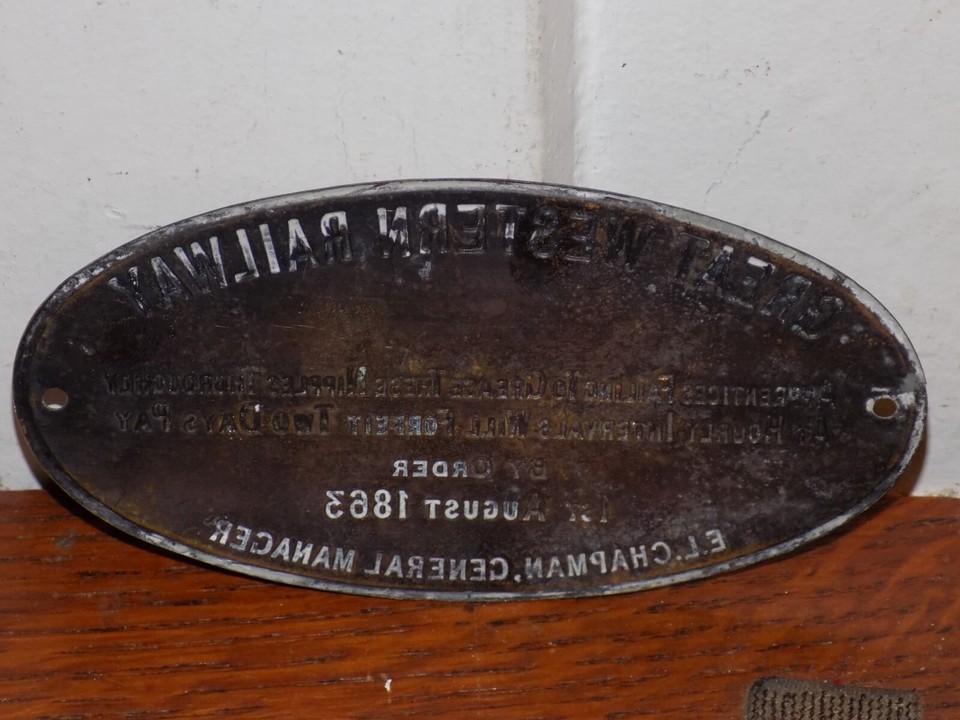 GREAT WESTERN RAILWAY
APPRENTICES FAILING TO GREASE THESE NIPPLES THOROUGHLY
AT HOURLY INTERVALS WILL FORFEIT TWO DAYS PAY
BY ORDER
1ST AUGUST 1863
E.L.CHAPMAN, GENERAL MANAGER